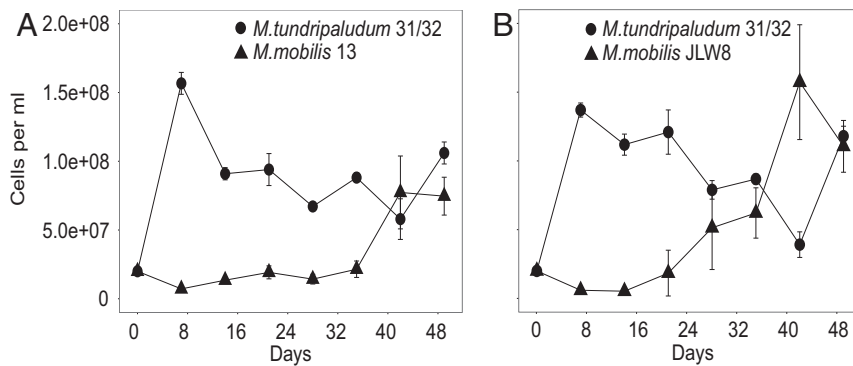 A
B
M.tundripaludum 31/32
M.mobilis 13
M.tundripaludum 31/32
M.mobilis JLW8
Cells per ml
2.0e+08
1.5e+08
1.0e+08
5.0e+07
0
0 8 16 24 32 40 48
0 8 16 24 32 40 48
Days
Days